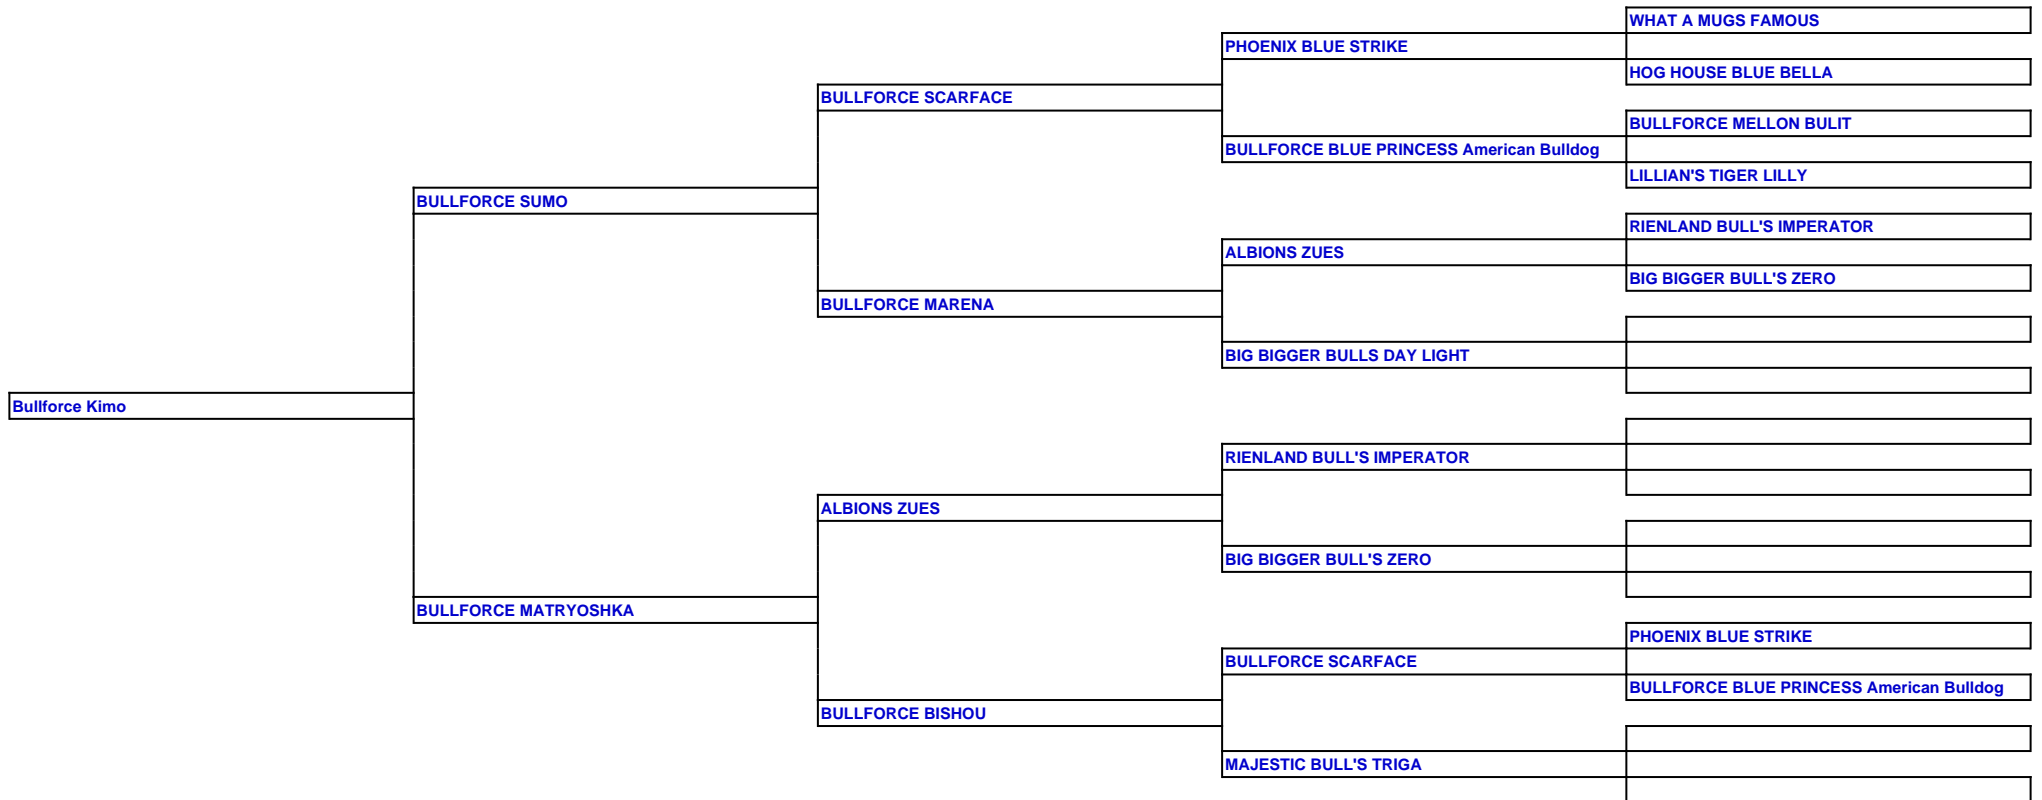 WHAT A MUGS FAMOUS
PHOENIX BLUE STRIKE
HOG HOUSE BLUE BELLA
BULLFORCE SCARFACE
BULLFORCE MELLON BULIT
BULLFORCE BLUE PRINCESS American Bulldog
LILLIAN'S TIGER LILLY
BULLFORCE SUMO
RIENLAND BULL'S IMPERATOR
ALBIONS ZUES
BIG BIGGER BULL'S ZERO
BULLFORCE MARENA
BIG BIGGER BULLS DAY LIGHT
Bullforce Kimo
RIENLAND BULL'S IMPERATOR
ALBIONS ZUES
BIG BIGGER BULL'S ZERO
BULLFORCE MATRYOSHKA
PHOENIX BLUE STRIKE
BULLFORCE SCARFACE
BULLFORCE BLUE PRINCESS American Bulldog
BULLFORCE BISHOU
MAJESTIC BULL'S TRIGA